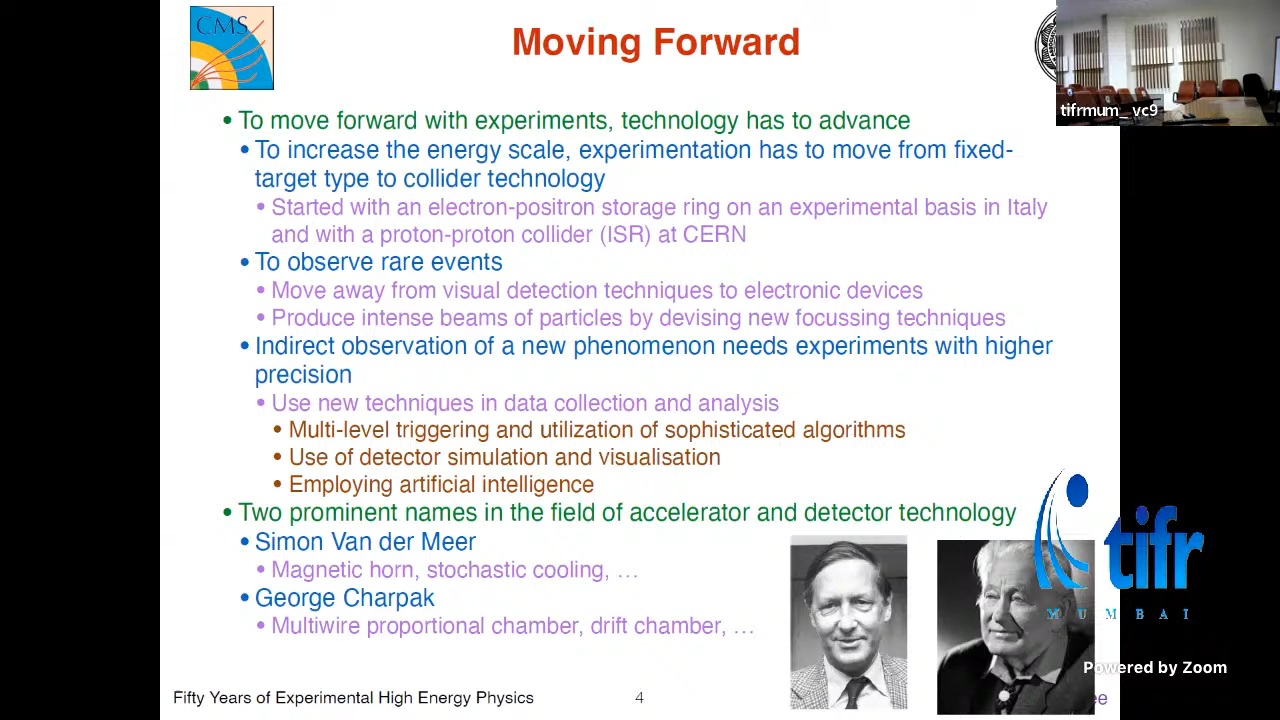 CMS
Moving Forward
tifrmum_ vc9
• To move forward with experiments, technology has to advance
• To increase the energy scale, experimentation has to move from fixed-
target type to collider technology
• Started with an electron-positron storage ring on an experimental basis in Italy
and with a proton-proton collider (ISR) at CERN
• To observe rare events
• Move away from visual detection techniques to electronic devices
• Produce intense beams of particles by devising new focussing techniques
• Indirect observation of a new phenomenon needs experiments with higher
precision
• Use new techniques in data collection and analysis
• Multi-level triggering and utilization of sophisticated algorithms
• Use of detector simulation and visualisation
• Employing artificial intelligence
• Two prominent names in the field of accelerator and detector technology
• Simon Van der Meer
• Magnetic horn, stochastic cooling, …
• George Charpak
• Multiwire proportional chamber, drift chamber, …
tifr
MUMBAI
Powered by Zoom
Fifty Years of Experimental High Energy Physics
4